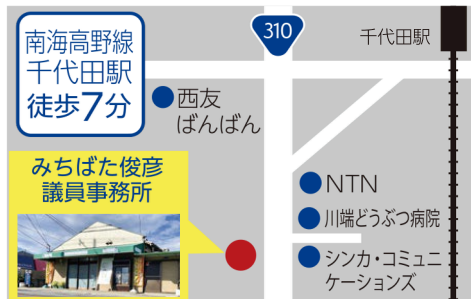 南海高野線
千代田駅
徒歩7分
310
千代田駅
西友
ばんばん
みちばた俊彦
議員事務所
NTN
川端どうぶつ病院
シンカ・コミュニ
ケーションズ